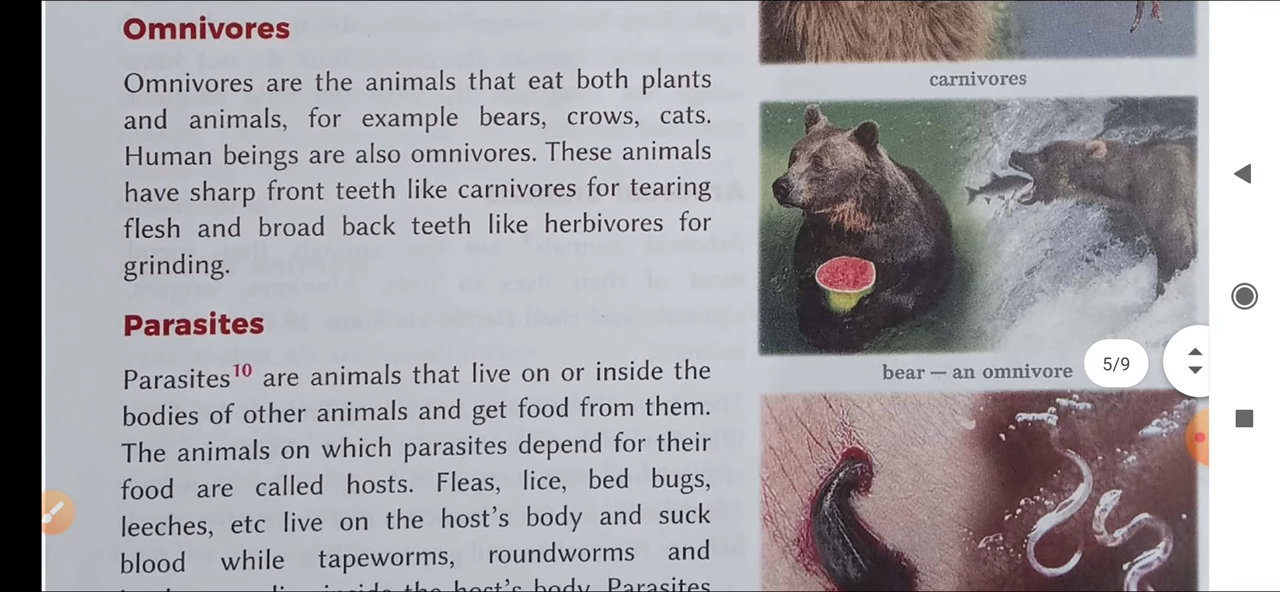 Omnivores
Omnivores are the animals that eat both plants
and animals, for example bears, crows, cats.
Human beings are also omnivores. These animals
have sharp front teeth like carnivores for tearing
flesh and broad back teeth like herbivores for
grinding.
Parasites
Parasites10 are animals that live on or inside the
bodies of other animals and get food from them.
The animals on which parasites depend for their
food are called hosts. Fleas, lice, bed bugs,
leeches, etc live on the host's body and suck
blood while tapeworms, roundworms and
the host's body. Parasites
carnivores
bear — an omnivore
5/9